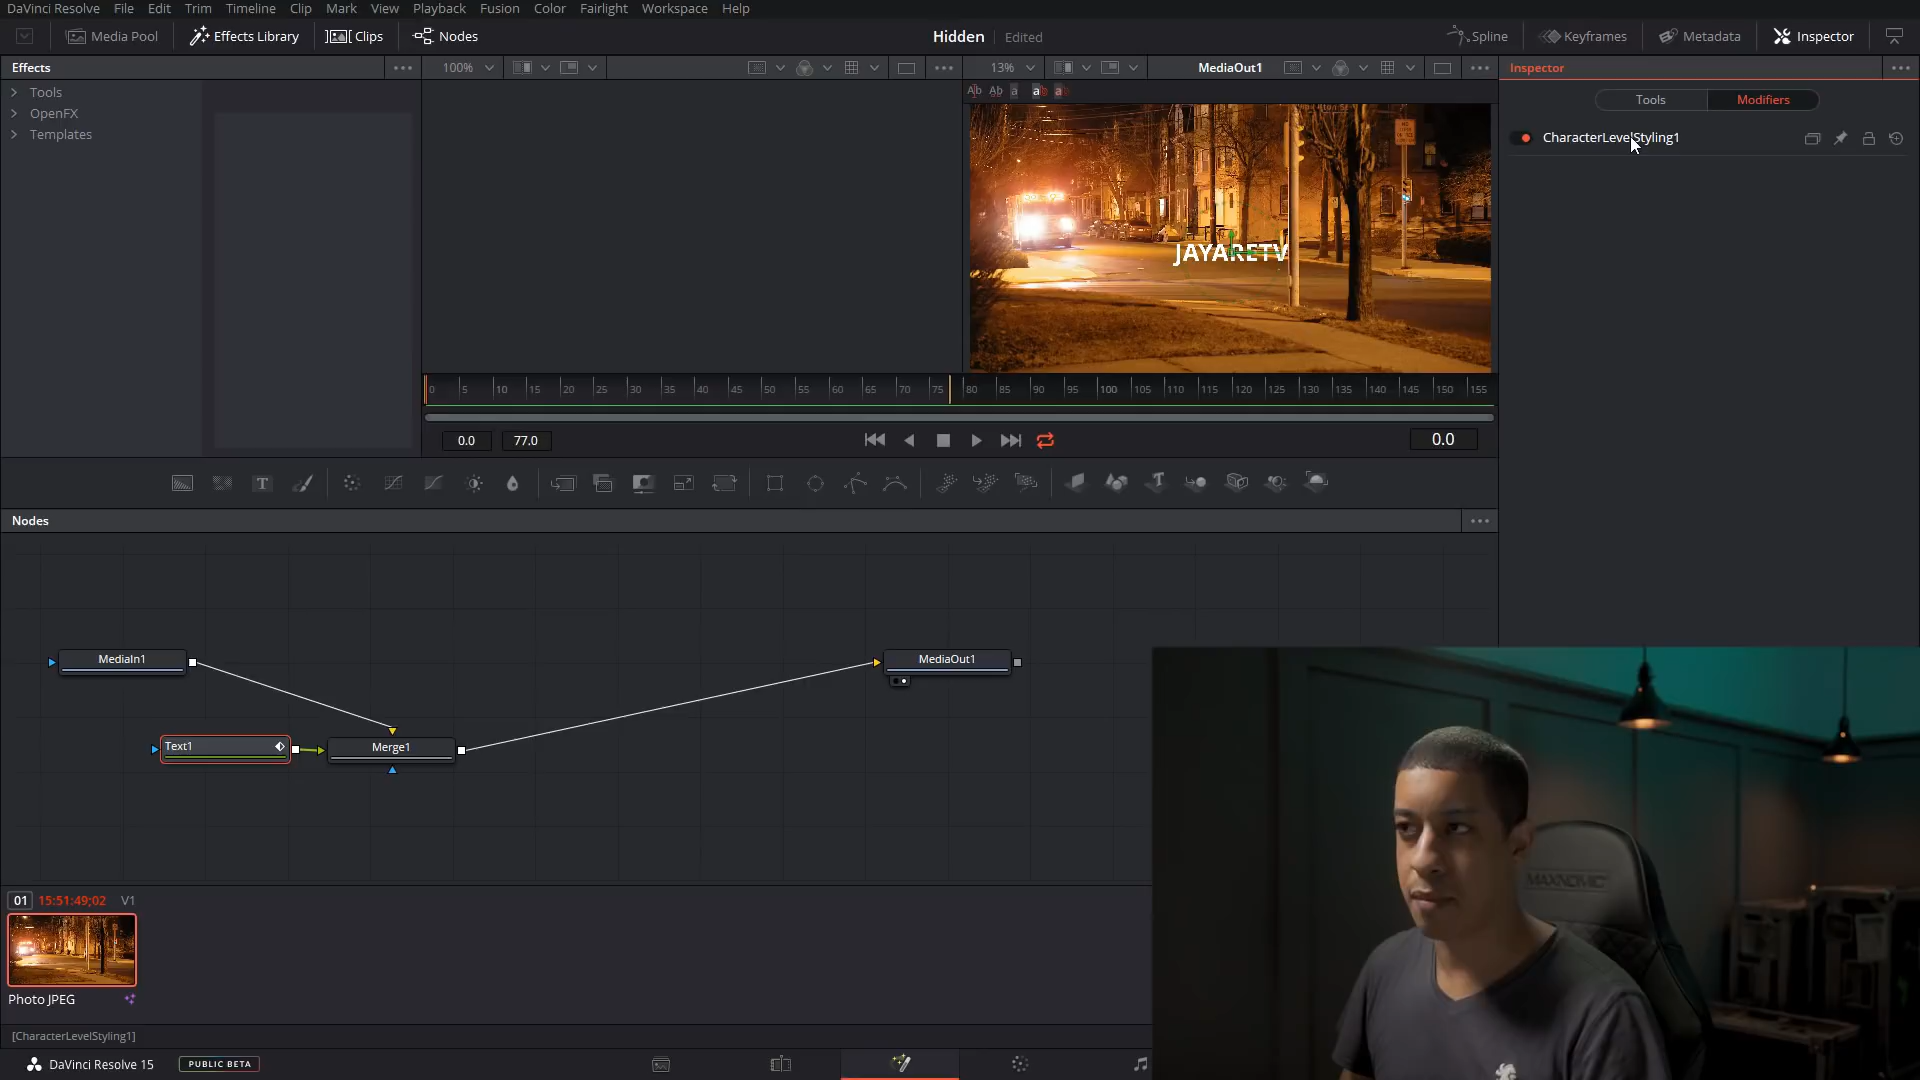 DaVinci Resolve File Edit Trim Timeline Clip Mark View Playback Fusion Color Fairlight Workspace Help
Media Pool Effects Library Clips Nodes Hidden Edited Spline Keyframes Metadata Inspector
Effects 100% 13% MediaOut1 Inspector
Tools
OpenFX
Templates
Ab Ab a ab a
Tools Modifiers
CharacterLevelStyling1
JAYARETV
0 5 10 15 20 25 30 35 40 45 50 55 60 65 70 75 80 85 90 95 100 105 110 115 120 125 130 135 140 145 150 155
0.0 77.0 0.0
T T
Nodes
MediaIn1
MediaOut1
Text1
Merge1
MAXNOMIC
01 15:51:49;02 V1
Photo JPEG
[CharacterLevelStyling1]
DaVinci Resolve 15 PUBLIC BETA